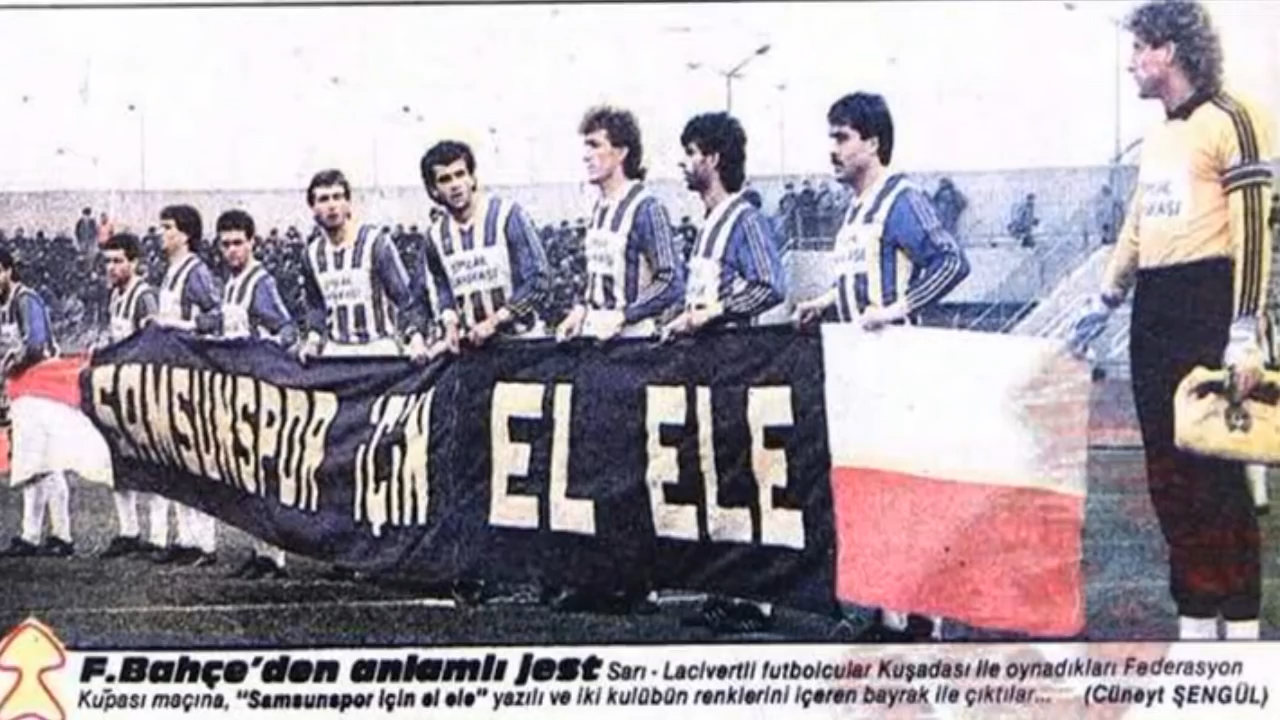 SAMSUNSPOR İÇİN EL ELE
F.Bahçe'den anlamlı jest Sarı - Lacivertli futbolcular Kuşadası ile oynadıkları Federasyon
Kupası maçına, "Samsunspor için el ele" yazılı ve iki kulübün renklerini içeren bayrak ile çıktılar... (Cüneyt ŞENGÜL)